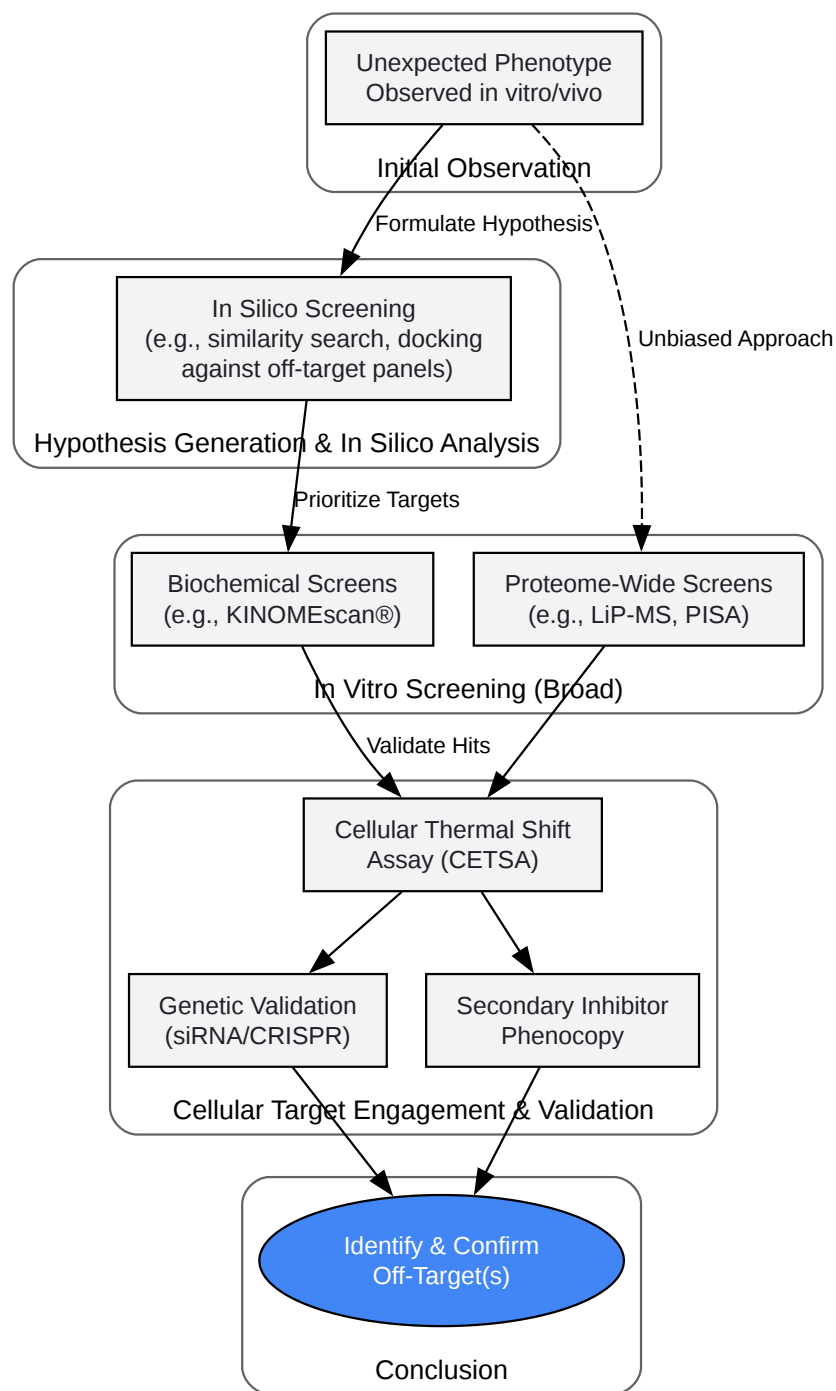 Unexpected Phenotype
Observed in vitro/vivo
Initial Observation
Formulate Hypothesis
In Silico Screening
(e.g., similarity search, docking
against off-target panels)
Unbiased Approach
Hypothesis Generation & In Silico Analysis
Prioritize Targets
Biochemical Screens
(e.g., KINOMEscan®)
Proteome-Wide Screens
(e.g., LiP-MS, PISA)
In Vitro Screening (Broad)
Validate Hits
Cellular Thermal Shift
Assay (CETSA)
Genetic Validation
(siRNA/CRISPR)
Secondary Inhibitor
Phenocopy
Cellular Target Engagement & Validation
Identify & Confirm
Off-Target(s)
Conclusion